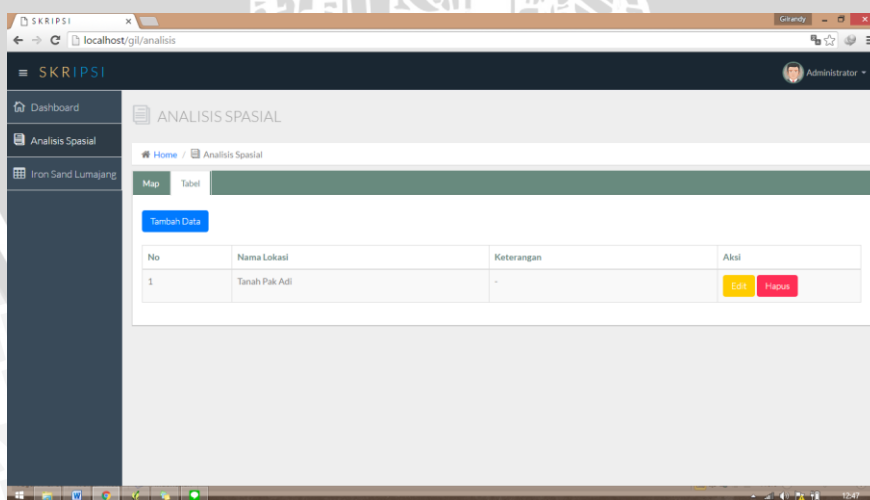 SKRIPSI
Girandy
localhost/gil/analisis
SKRIPSI
Administrator
Dashboard
Analisis Spasial
Iron Sand Lumajang
ANALISIS SPASIAL
Home / Analisis Spasial
Map Tabel
Tambah Data
No Nama Lokasi Keterangan Aksi
1 Tanah Pak Adi - Edit Hapus
12:47